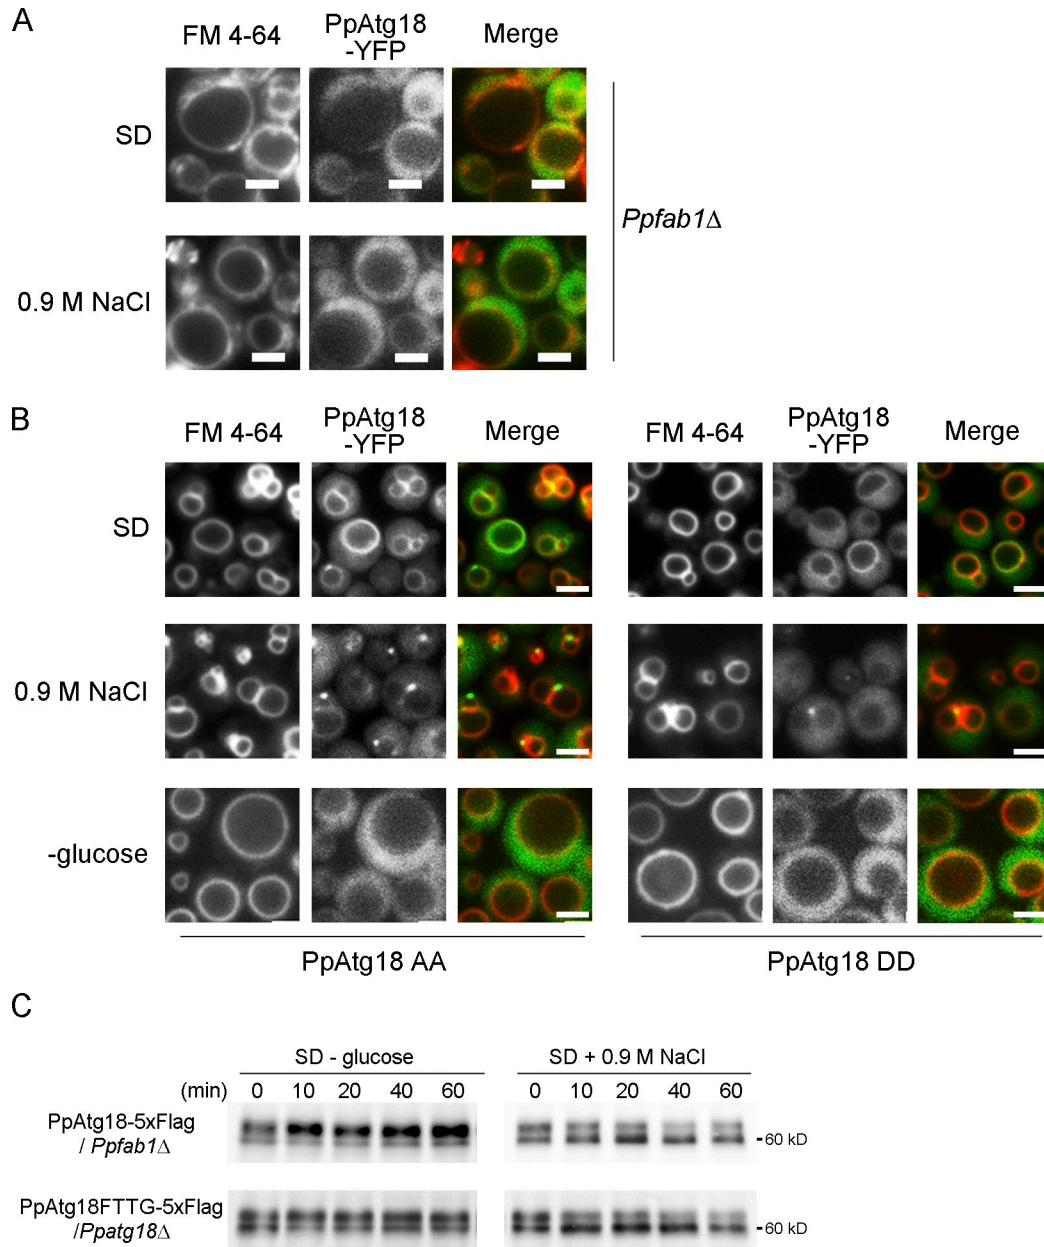 A
FM 4-64 PpAtg18 -YFP Merge
SD
0.9 M NaCl
Ppfab1Δ
B
FM 4-64 PpAtg18 -YFP Merge FM 4-64 PpAtg18 -YFP Merge
SD
0.9 M NaCl
-glucose
PpAtg18 AA PpAtg18 DD
C
SD - glucose SD + 0.9 M NaCl
(min) 0 10 20 40 60 0 10 20 40 60
PpAtg18-5xFlag
/ Ppfab1Δ
-60 kD
PpAtg18FTTG-5xFlag
/Ppatg18Δ
-60 kD